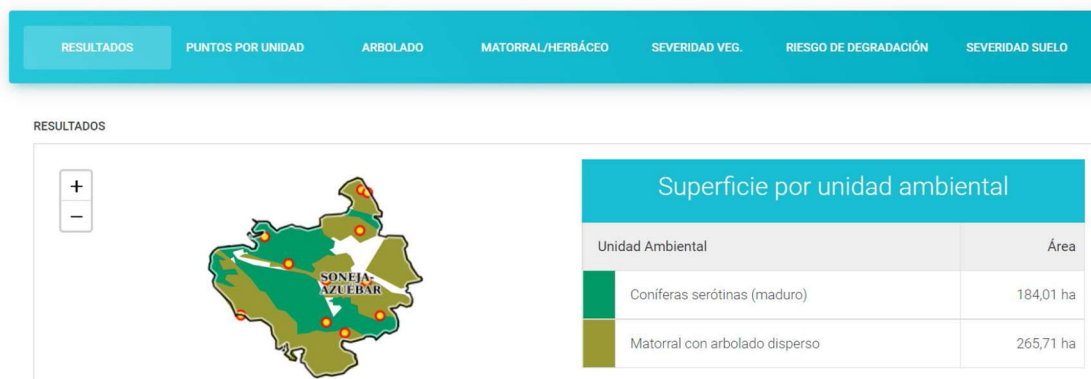 RESULTADOS PUNTOS POR UNIDAD ARBOLADO MATORRAL/HERBÁCEO SEVERIDAD VEG. RIESGO DE DEGRADACIÓN SEVERIDAD SUELO
RESULTADOS
+
−
SONEJA-
AZUEBAR
Superficie por unidad ambiental
Unidad Ambiental Área
Coníferas serótinas (maduro) 184,01 ha
Matorral con arbolado disperso 265,71 ha